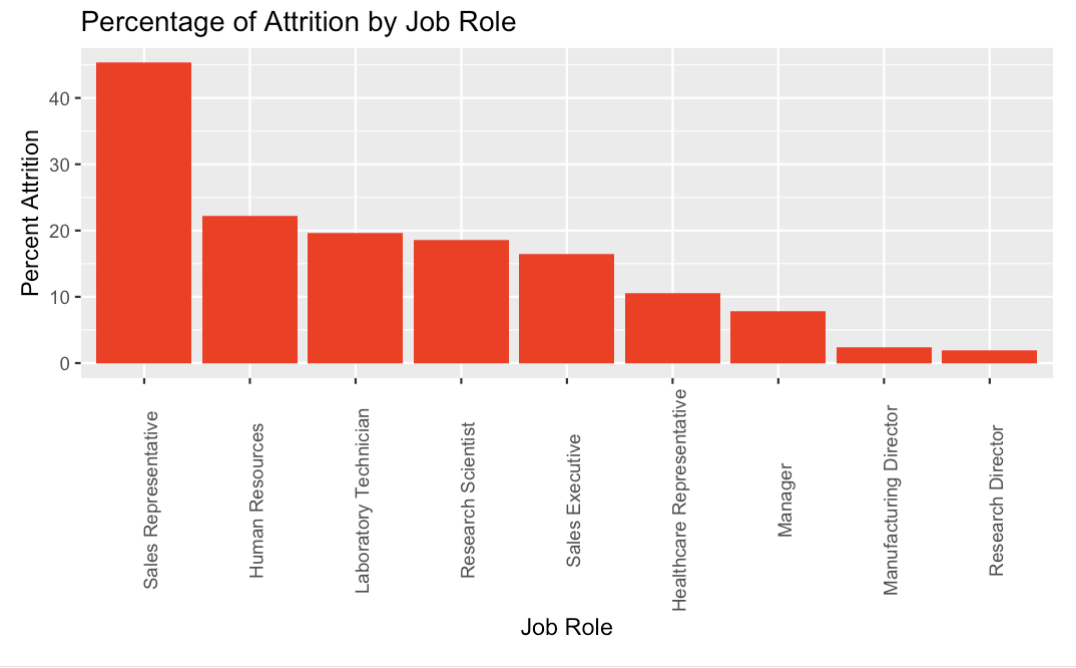 Percentage of Attrition by Job Role
Percent Attrition
40
30
20
10
0
Sales Representative
Human Resources
Laboratory Technician
Research Scientist
Sales Executive
Healthcare Representative
Manager
Manufacturing Director
Research Director
Job Role